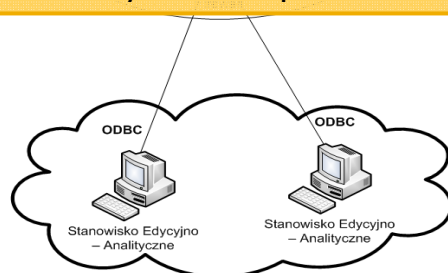 ODBC
ODBC
Stanowisko Edycyjno
– Analityczne
Stanowisko Edycyjno
– Analityczne